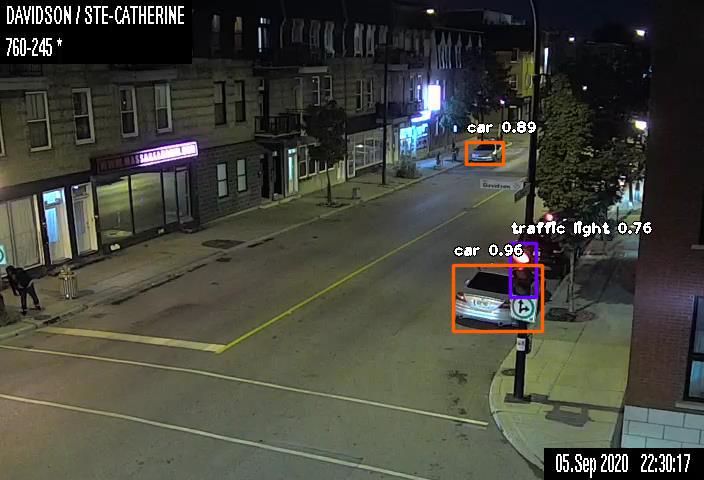 DAVIDSON / STE-CATHERINE
760-245 *
car 0.89
Davidson
traffic light 0.76
car 0.96
05.Sep 2020 22:30:17